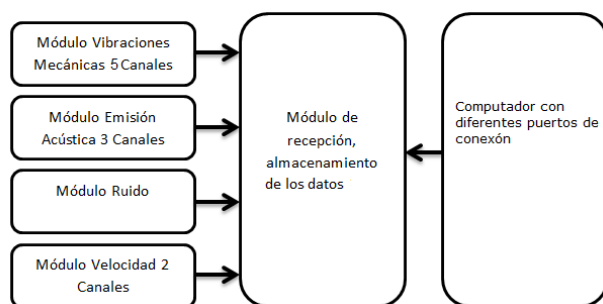 Módulo Vibraciones
Mecánicas 5 Canales
Módulo Emisión
Acústica 3 Canales
Módulo Ruido
Módulo Velocidad 2
Canales
Módulo de
recepción,
almacenamiento
de los datos
Computador con
diferentes puertos de
conexón